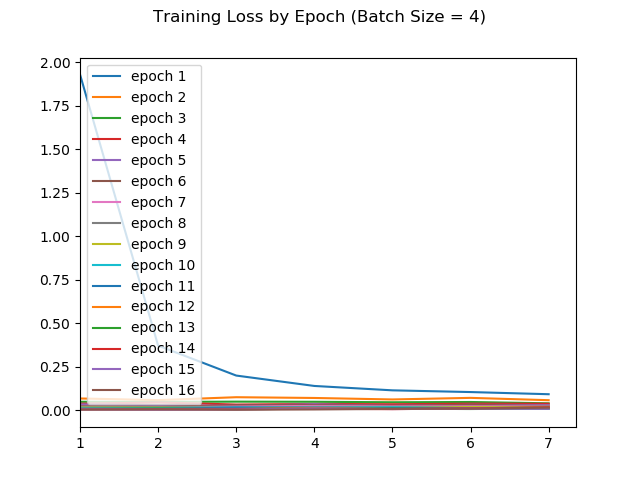 Training Loss by Epoch (Batch Size = 4)
2.00
1.75
1.50
1.25
1.00
0.75
0.50
0.25
0.00
epoch 1
epoch 2
epoch 3
epoch 4
epoch 5
epoch 6
epoch 7
epoch 8
epoch 9
epoch 10
epoch 11
epoch 12
epoch 13
epoch 14
epoch 15
epoch 16
1 2 3 4 5 6 7